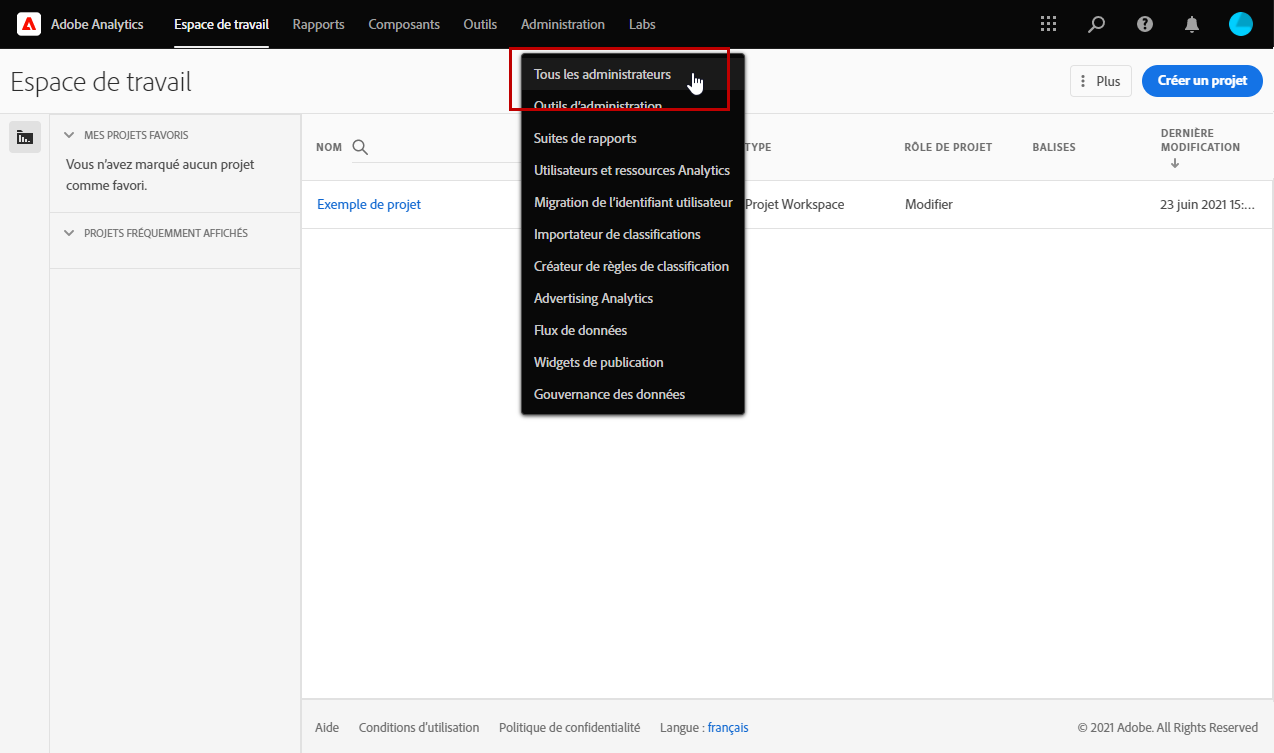 Adobe Analytics Espace de travail Rapports Composants Outils Administration Labs
Espace de travail
Plus
Créer un projet
MES PROJETS FAVORIS
Vous n'avez marqué aucun projet
comme favori.
PROJETS FRÉQUEMMENT AFFICHÉS
Tous les administrateurs
Outils d'administration
Suites de rapports
Utilisateurs et ressources Analytics
Migration de l'identifiant utilisateur
Importateur de classifications
Créateur de règles de classification
Advertising Analytics
Flux de données
Widgets de publication
Gouvernance des données
NOM TYPE RÔLE DE PROJET BALISES DERNIÈRE
MODIFICATION
Exemple de projet Projet Workspace Modifier 23 juin 2021 15:...
Aide Conditions d'utilisation Politique de confidentialité Langue : français © 2021 Adobe. All Rights Reserved